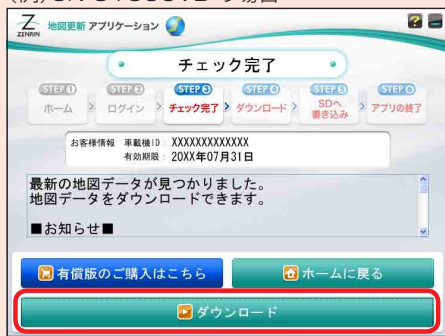 Z
ZENRIN 地図更新 アプリケーション
?
チェック完了
STEP① STEP② STEP③ STEP④ STEP⑤ STEP⑥
ホーム > ログイン > チェック完了 > ダウンロード > SDへ書き込み > アプリの終了
お客様情報 車載機ID: XXXXXXXXXXXXX
有効期限: 20XX年07月31日
最新の地図データが見つかりました。
地図データをダウンロードできます。
■お知らせ■
有償版のご購入はこちら
ホームに戻る
ダウンロード